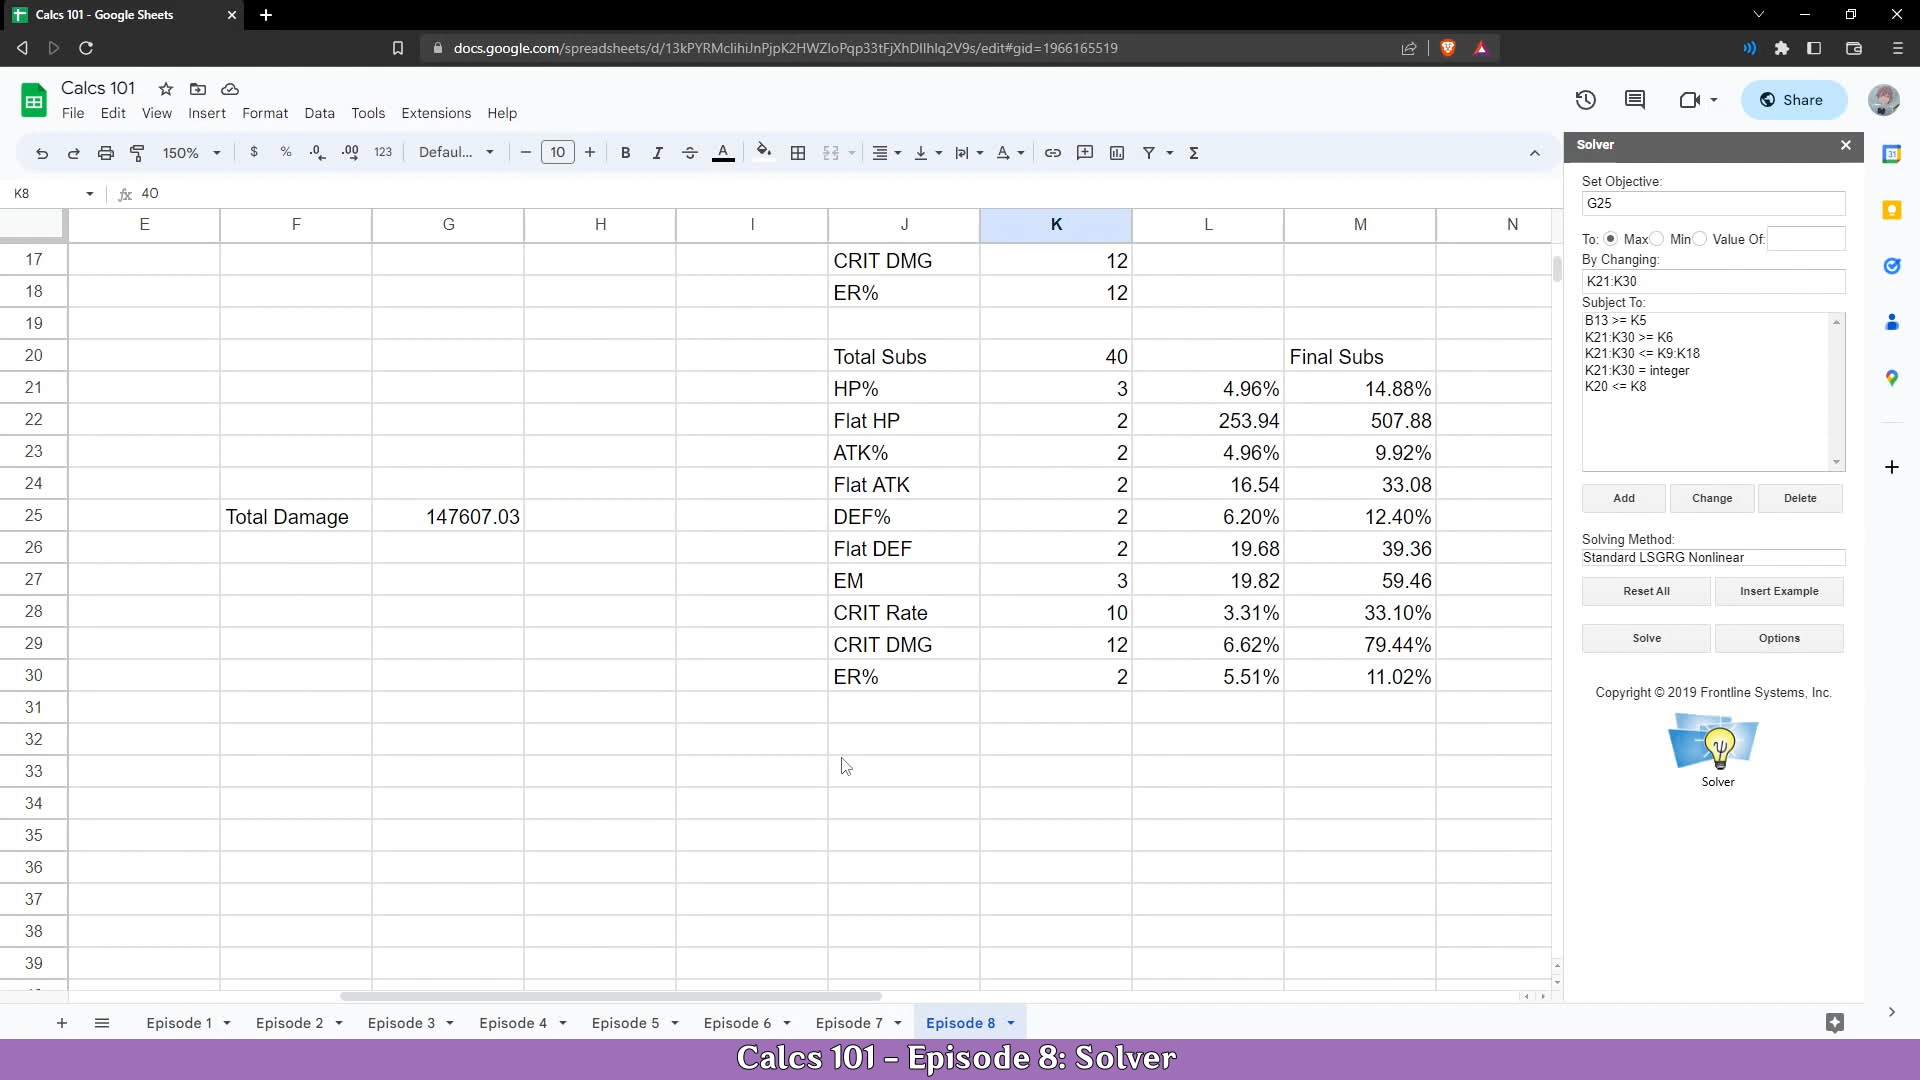 Calcs 101 - Google Sheets
docs.google.com/spreadsheets/d/13kPYRMclihiJnPjpK2HWZIoPqp33tFjXhDIlhlq2V9s/edit#gid=1966165519
Calcs 101
File Edit View Insert Format Data Tools Extensions Help
Share
150% $ % .0 .00 123 Defaul... 10 B I S A Σ
K8 fx 40
E F G H I J K L M N
17 CRIT DMG 12
18 ER% 12
19
20 Total Subs 40 Final Subs
21 HP% 3 4.96% 14.88%
22 Flat HP 2 253.94 507.88
23 ATK% 2 4.96% 9.92%
24 Flat ATK 2 16.54 33.08
25 Total Damage 147607.03 DEF% 2 6.20% 12.40%
26 Flat DEF 2 19.68 39.36
27 EM 3 19.82 59.46
28 CRIT Rate 10 3.31% 33.10%
29 CRIT DMG 12 6.62% 79.44%
30 ER% 2 5.51% 11.02%
31
32
33
34
35
36
37
38
39
Solver
Set Objective:
G25
To: Max Min Value Of:
By Changing:
K21:K30
Subject To:
B13 >= K5
K21:K30 >= K6
K21:K30 <= K9:K18
K21:K30 = integer
K20 <= K8
Add Change Delete
Solving Method:
Standard LSGRG Nonlinear
Reset All Insert Example
Solve Options
Copyright © 2019 Frontline Systems, Inc.
Solver
31
Episode 1 Episode 2 Episode 3 Episode 4 Episode 5 Episode 6 Episode 7 Episode 8
Calcs 101 - Episode 8: Solver